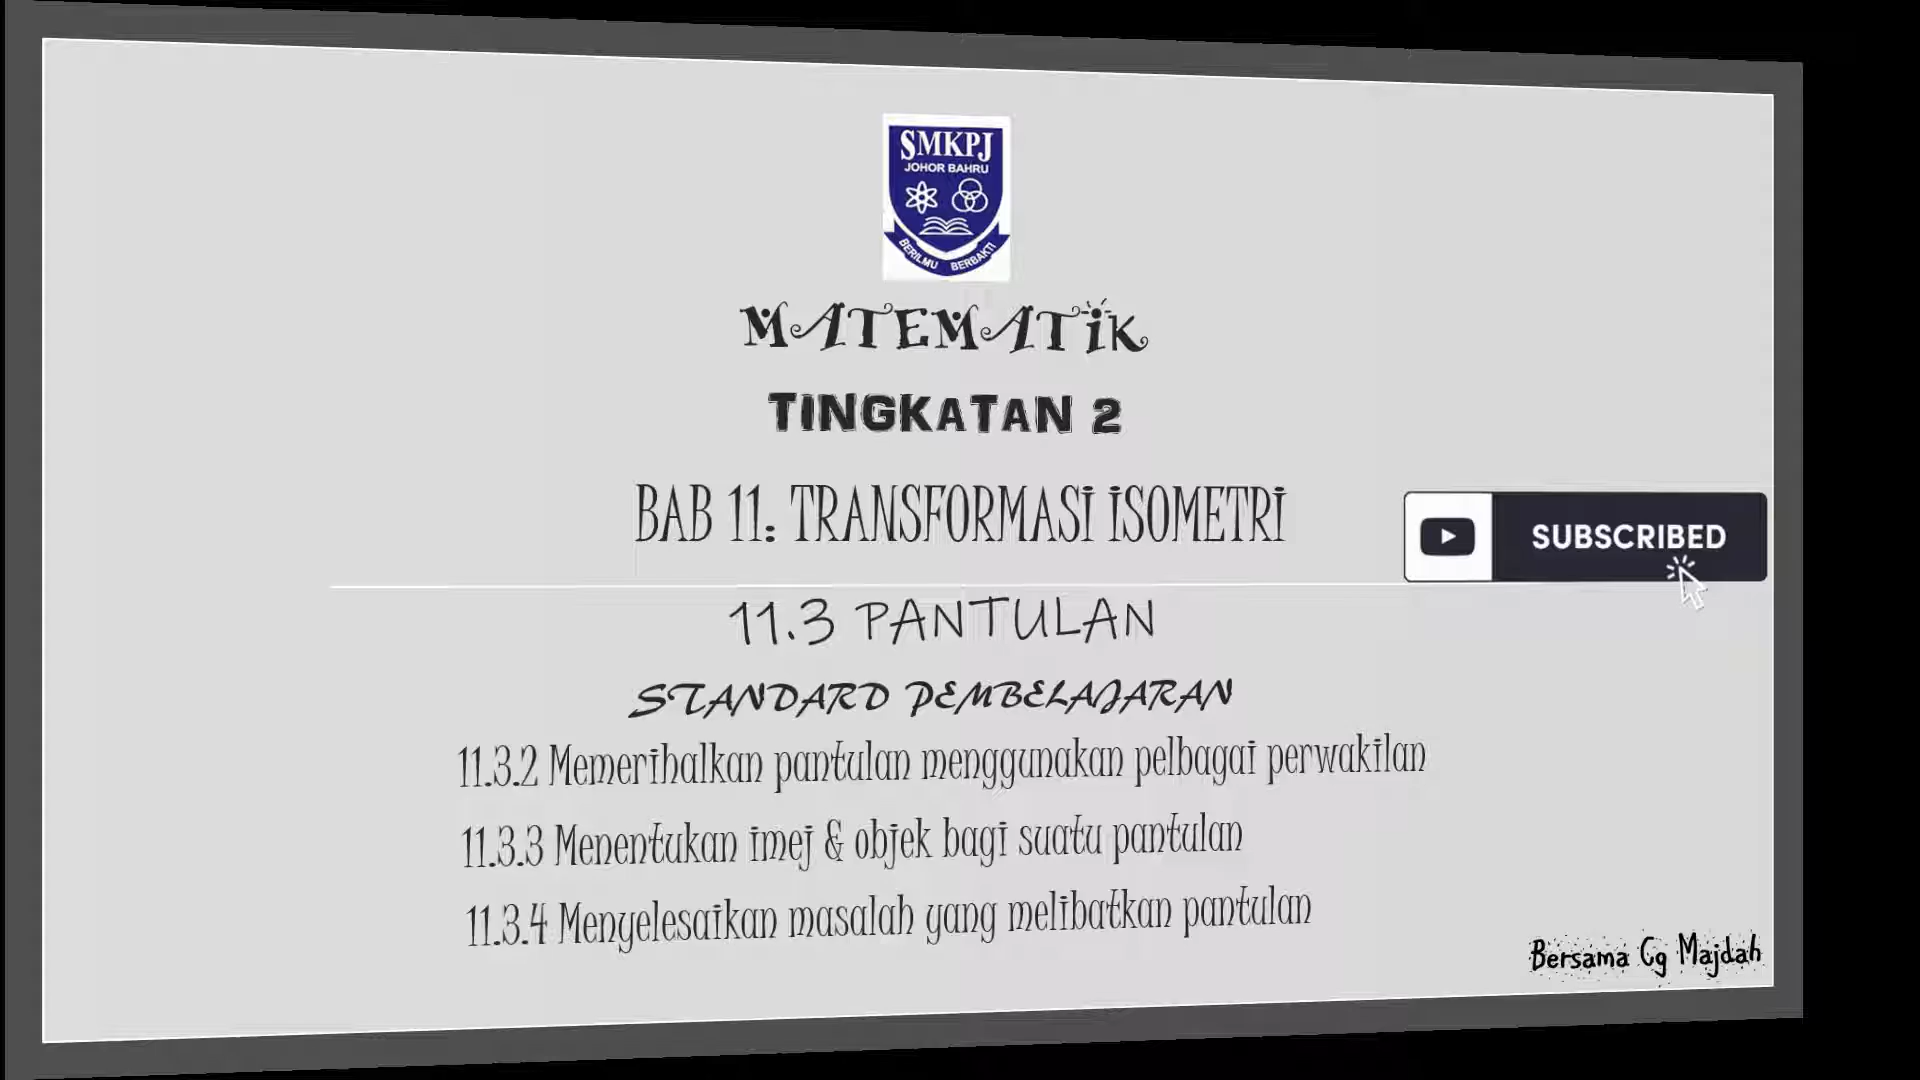 SMKPJ
JOHOR BAHRU
BERILMU BERBAKTI
MATEMATIK
TINGKATAN 2
BAB 11: TRANSFORMASI ISOMETRI
SUBSCRIBED
11.3 PANTULAN
STANDARD PEMBELAJARAN
11.3.2 Memerihalkan pantulan menggunakan pelbagai perwakilan
11.3.3 Menentukan imej & objek bagi suatu pantulan
11.3.4 Menyelesaikan masalah yang melibatkan pantulan
Bersama Cg Majdah